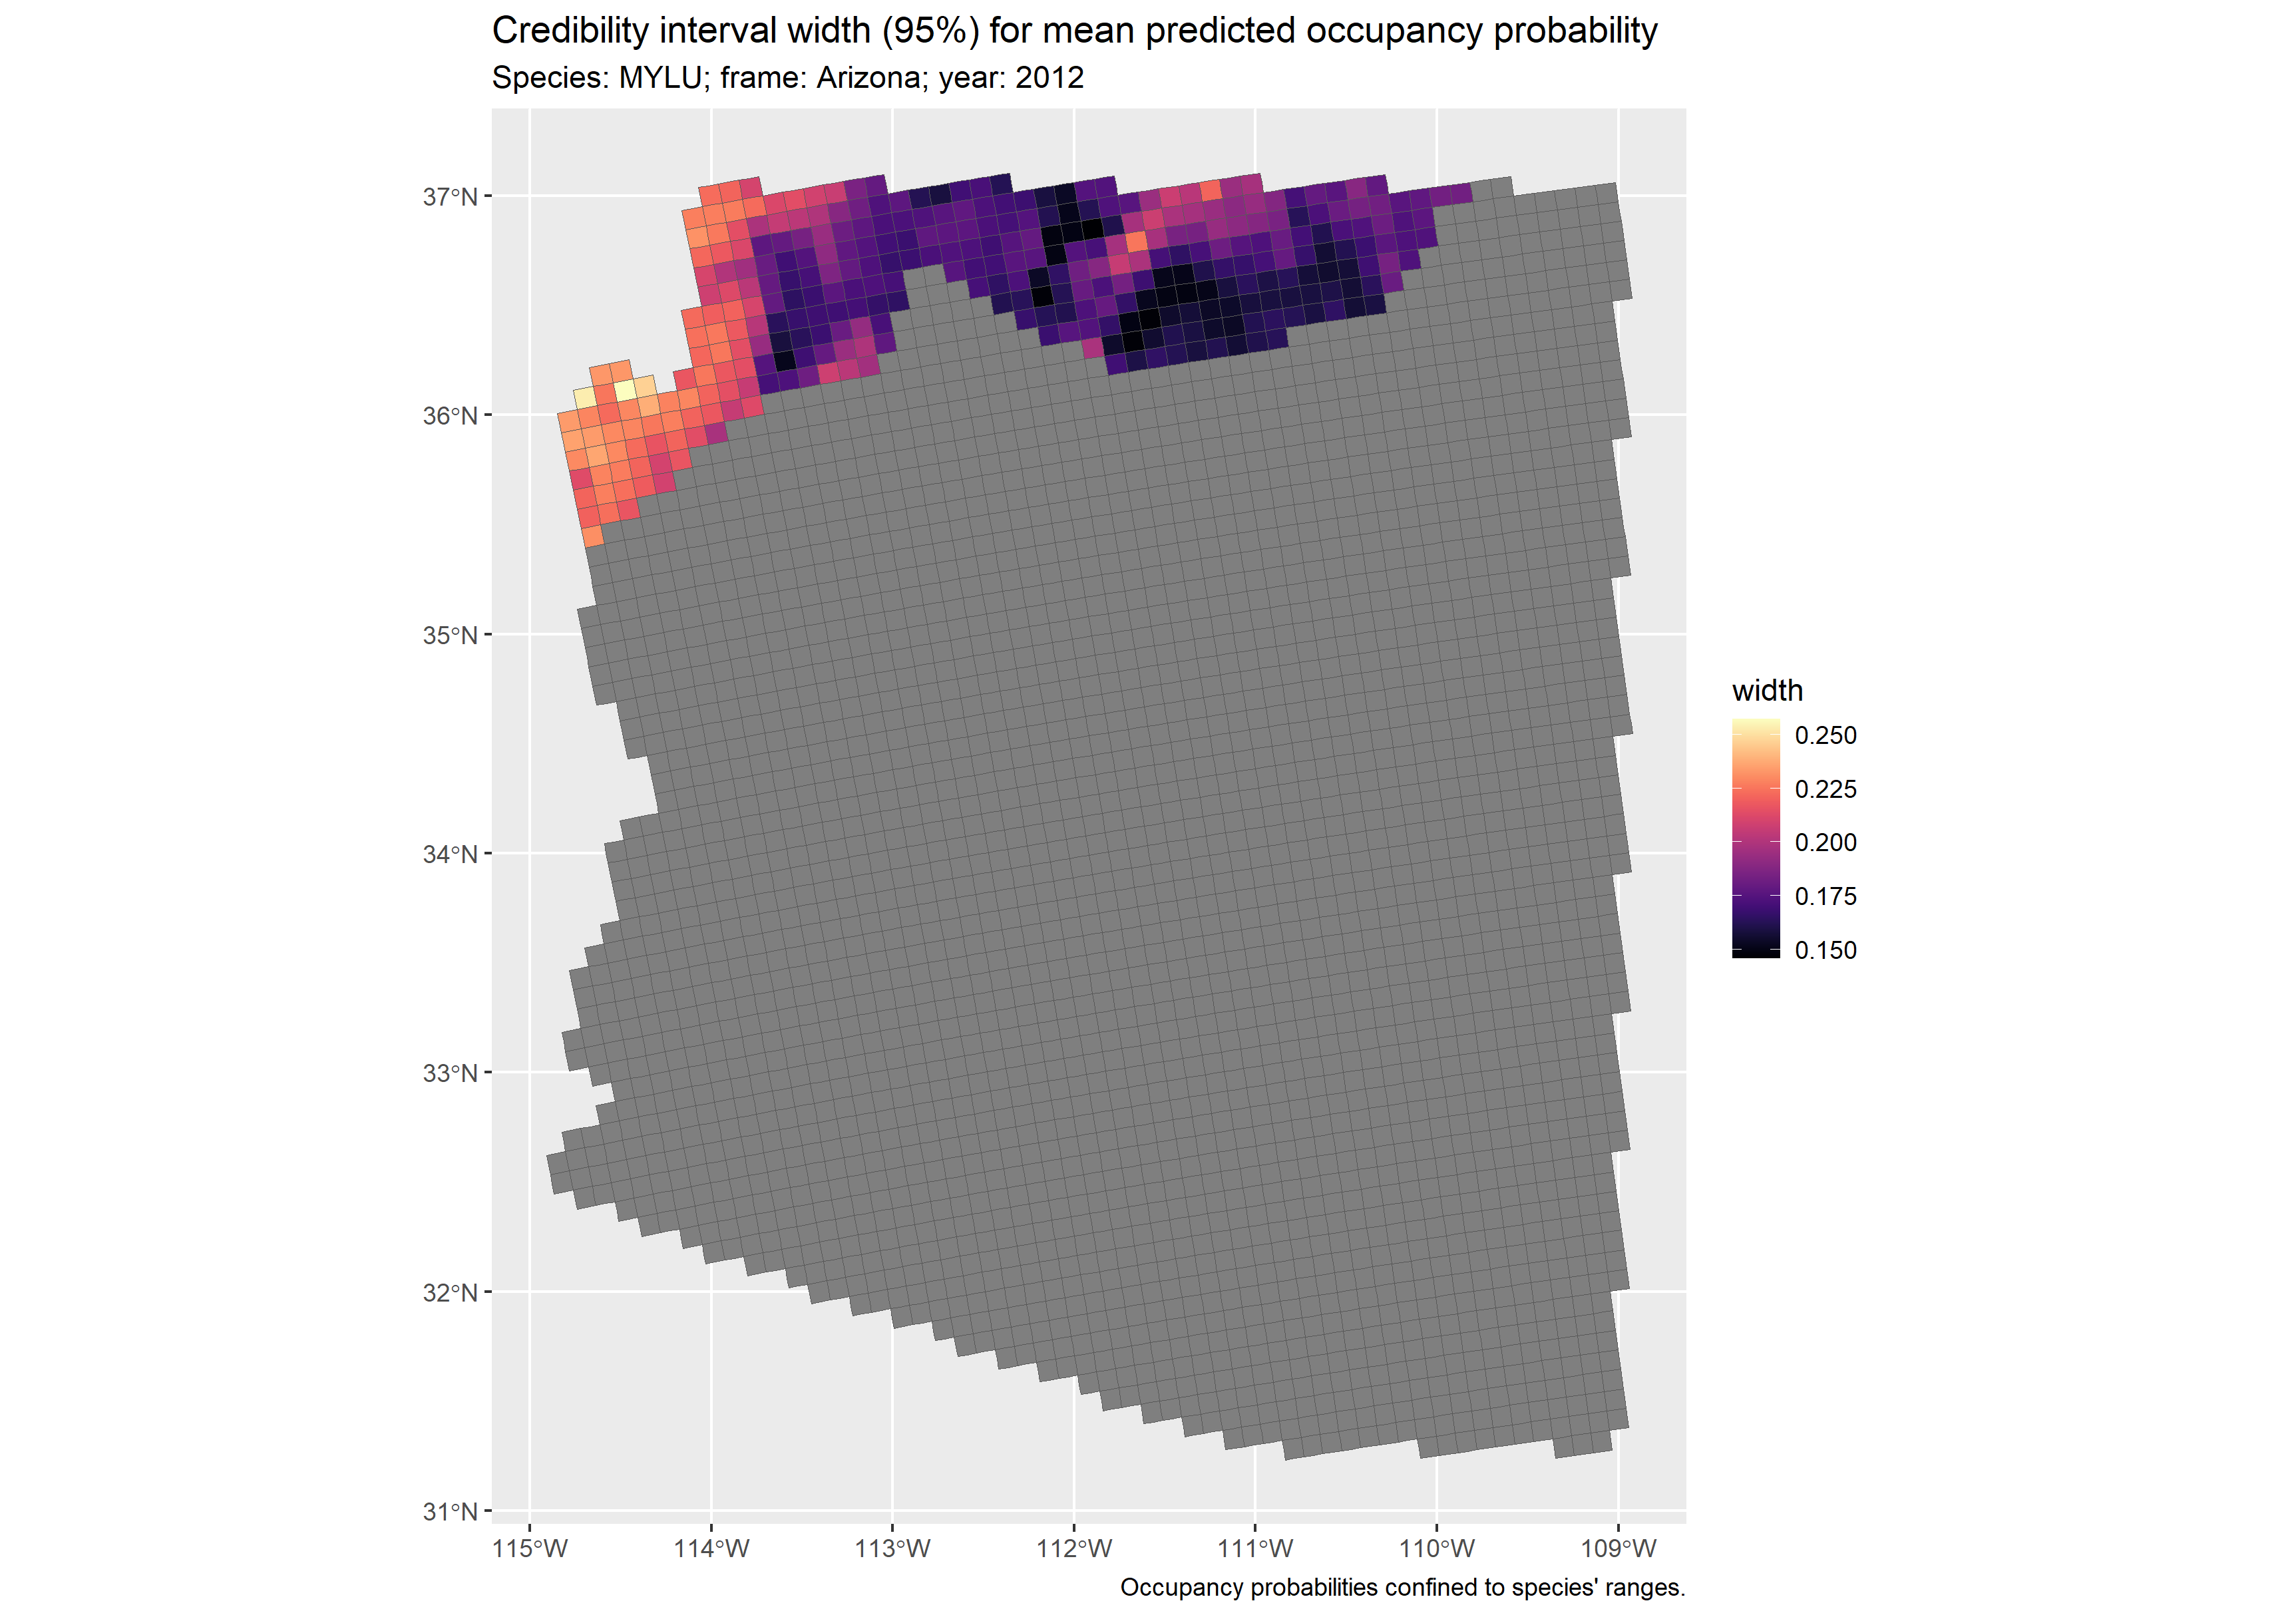 Credibility interval width (95%) for mean predicted occupancy probability
Species: MYLU; frame: Arizona; year: 2012
37°N
36°N
35°N
34°N
33°N
32°N
31°N
115°W 114°W 113°W 112°W 111°W 110°W 109°W
width
0.250
0.225
0.200
0.175
0.150
Occupancy probabilities confined to species' ranges.